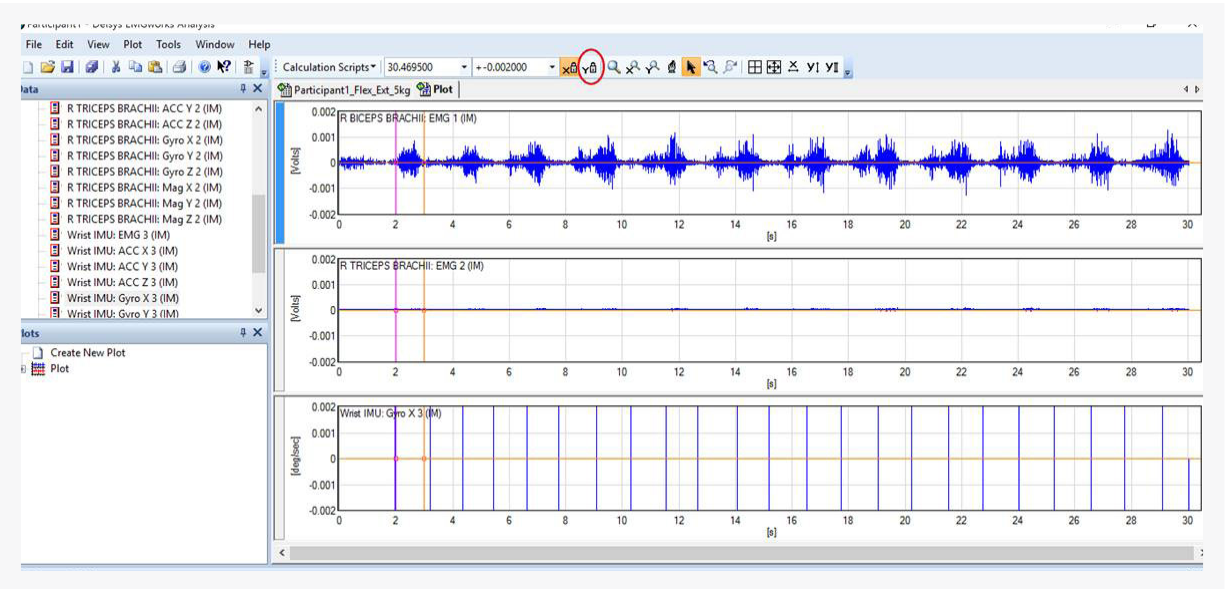 Participant1 - Delsys EMGworks Analysis
File Edit View Plot Tools Window Help
Calculation Scripts 30.469500 +-0.002000
Data
Participant1_Flex_Ext_5kg Plot
R TRICEPS BRACHII: ACC Y 2 (IM)
R TRICEPS BRACHII: ACC Z 2 (IM)
R TRICEPS BRACHII: Gyro X 2 (IM)
R TRICEPS BRACHII: Gyro Y 2 (IM)
R TRICEPS BRACHII: Gyro Z 2 (IM)
R TRICEPS BRACHII: Mag X 2 (IM)
R TRICEPS BRACHII: Mag Y 2 (IM)
R TRICEPS BRACHII: Mag Z 2 (IM)
Wrist IMU: EMG 3 (IM)
Wrist IMU: ACC X 3 (IM)
Wrist IMU: ACC Y 3 (IM)
Wrist IMU: ACC Z 3 (IM)
Wrist IMU: Gyro X 3 (IM)
Wrist IMU: Gyro Y 3 (IM)
lots
Create New Plot
Plot
R BICEPS BRACHII: EMG 1 (IM)
[Volts]
0.002
0.001
0
-0.001
-0.002
0 2 4 6 8 10 12 14 16 18 20 22 24 26 28 30
[s]
R TRICEPS BRACHII: EMG 2 (IM)
[Volts]
0.002
0.001
0
-0.001
-0.002
0 2 4 6 8 10 12 14 16 18 20 22 24 26 28 30
[s]
Wrist IMU: Gyro X 3 (IM)
[deg/sec]
0.002
0.001
0
-0.001
-0.002
0 2 4 6 8 10 12 14 16 18 20 22 24 26 28 30
[s]